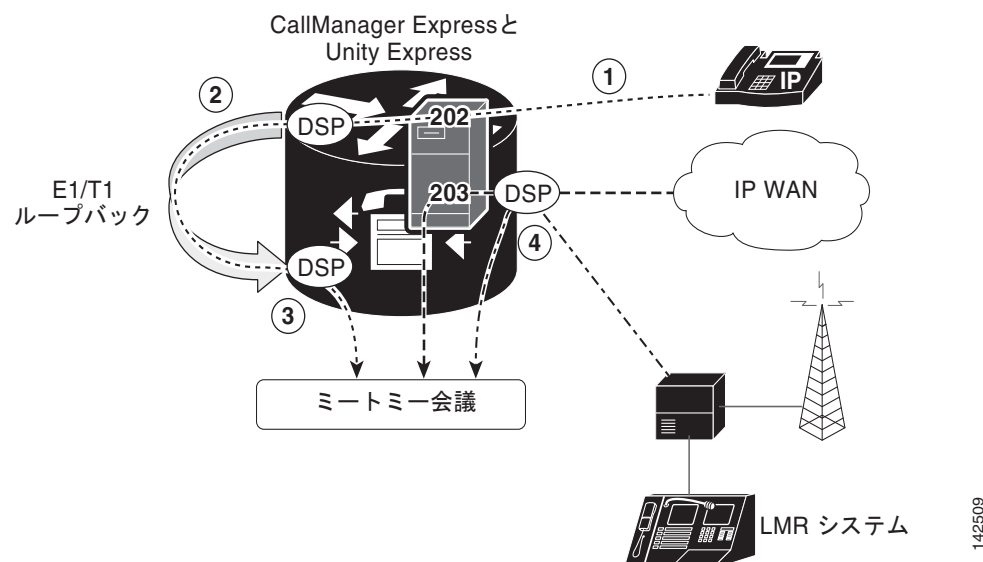 CallManager Expressと
Unity Express
1
IP
2
DSP
202
E1/T1
ループバック
203
DSP
IP WAN
4
DSP
3
ミートミー会議
LMR システム
142509